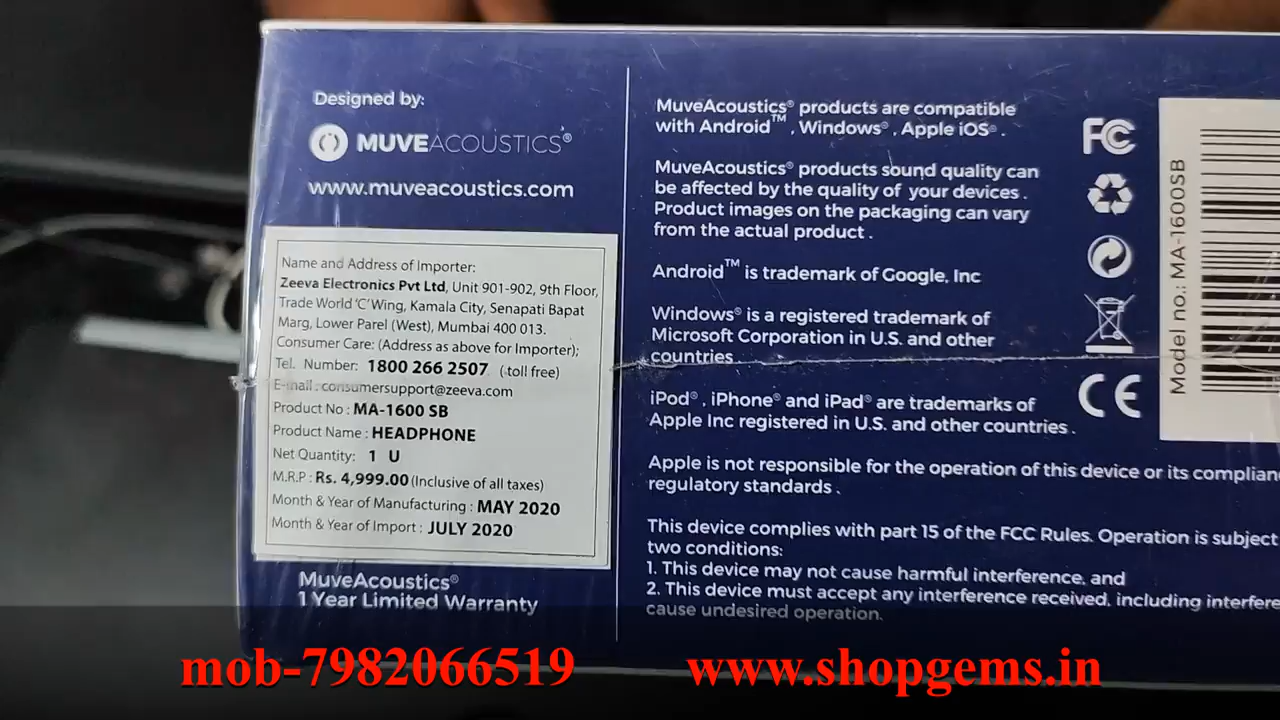 Designed by:
MUVEACOUSTICS®
www.muveacoustics.com
Name and Address of Importer:
Zeeva Electronics Pvt Ltd, Unit 901-902, 9th Floor,
Trade World 'C' Wing, Kamala City, Senapati Bapat
Marg, Lower Parel (West), Mumbai 400 013.
Consumer Care: (Address as above for Importer);
Tel. Number: 1800 266 2507 (toll free)
E-mail : consumersupport@zeeva.com
Product No : MA-1600 SB
Product Name : HEADPHONE
Net Quantity: 1 U
M.R.P : Rs. 4,999.00 (Inclusive of all taxes)
Month & Year of Manufacturing : MAY 2020
Month & Year of Import : JULY 2020
MuveAcoustics®
1 Year Limited Warranty
MuveAcoustics® products are compatible
with Android™ , Windows® , Apple iOS® .
MuveAcoustics® products sound quality can
be affected by the quality of your devices .
Product images on the packaging can vary
from the actual product .
Android™ is trademark of Google, Inc
Windows® is a registered trademark of
Microsoft Corporation in U.S. and other
countries
iPod® , iPhone® and iPad® are trademarks of
Apple Inc registered in U.S. and other countries .
Apple is not responsible for the operation of this device or its complian
regulatory standards .
This device complies with part 15 of the FCC Rules. Operation is subject
two conditions:
1. This device may not cause harmful interference, and
2. This device must accept any interference received, including interfere
cause undesired operation.
FC
CE
Model no.: MA-1600SB
mob-7982066519 www.shopgems.in